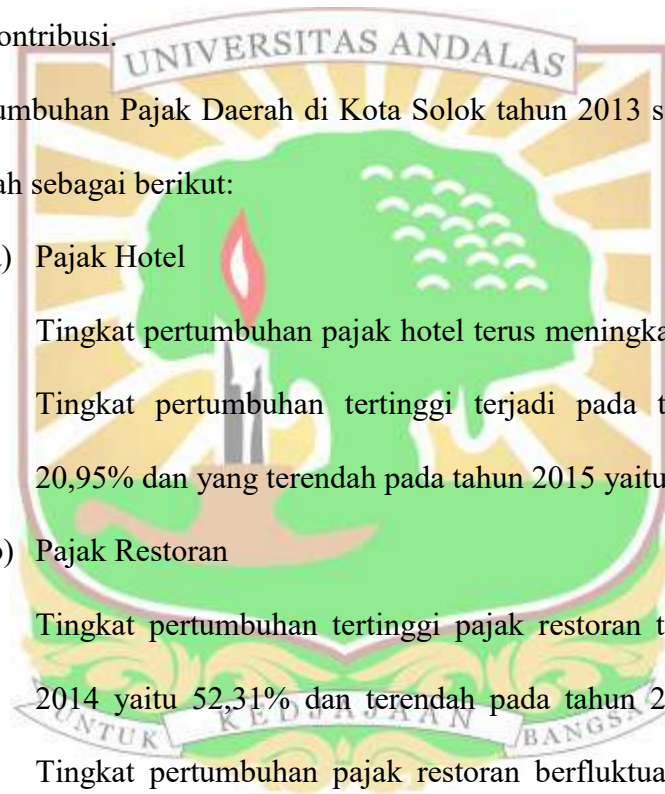 ontribusi.
UNIVERSITAS ANDALAS
umbuhan Pajak Daerah di Kota Solok tahun 2013 s
ah sebagai berikut:
) Pajak Hotel
Tingkat pertumbuhan pajak hotel terus meningka
Tingkat pertumbuhan tertinggi terjadi pada t
20,95% dan yang terendah pada tahun 2015 yaitu
) Pajak Restoran
Tingkat pertumbuhan tertinggi pajak restoran t
2014 yaitu 52,31% dan terendah pada tahun 2
UNTUK KEDJAJAAN BANGSA
Tingkat pertumbuhan pajak restoran berfluktua